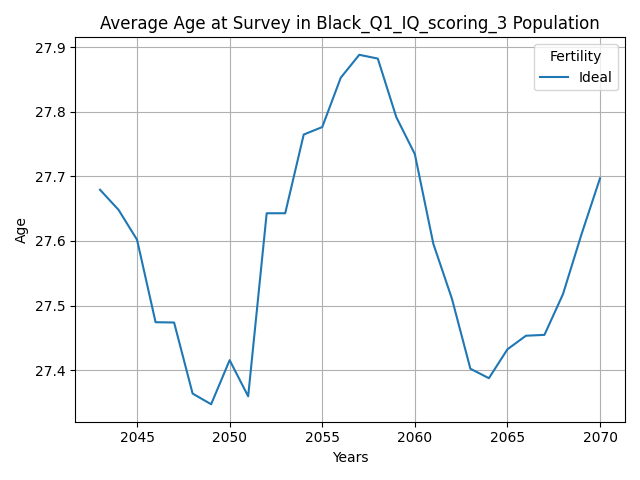 Average Age at Survey in Black_Q1_IQ_scoring_3 Population
27.9
27.8
27.7
27.6
27.5
27.4
Age
Fertility
Ideal
2045 2050 2055 2060 2065 2070
Years